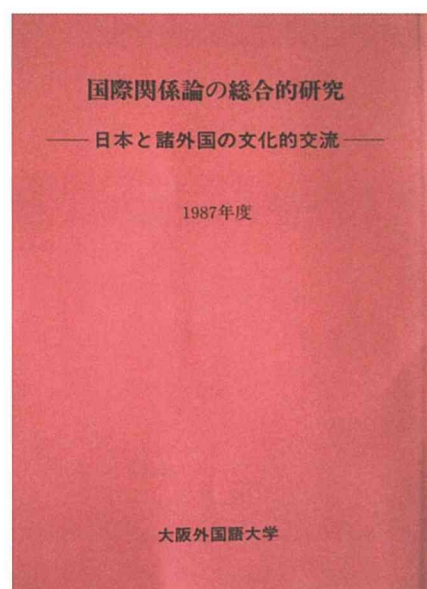 国際関係論の総合的研究
――日本と諸外国の文化的交流――
1987年度
大阪外国語大学